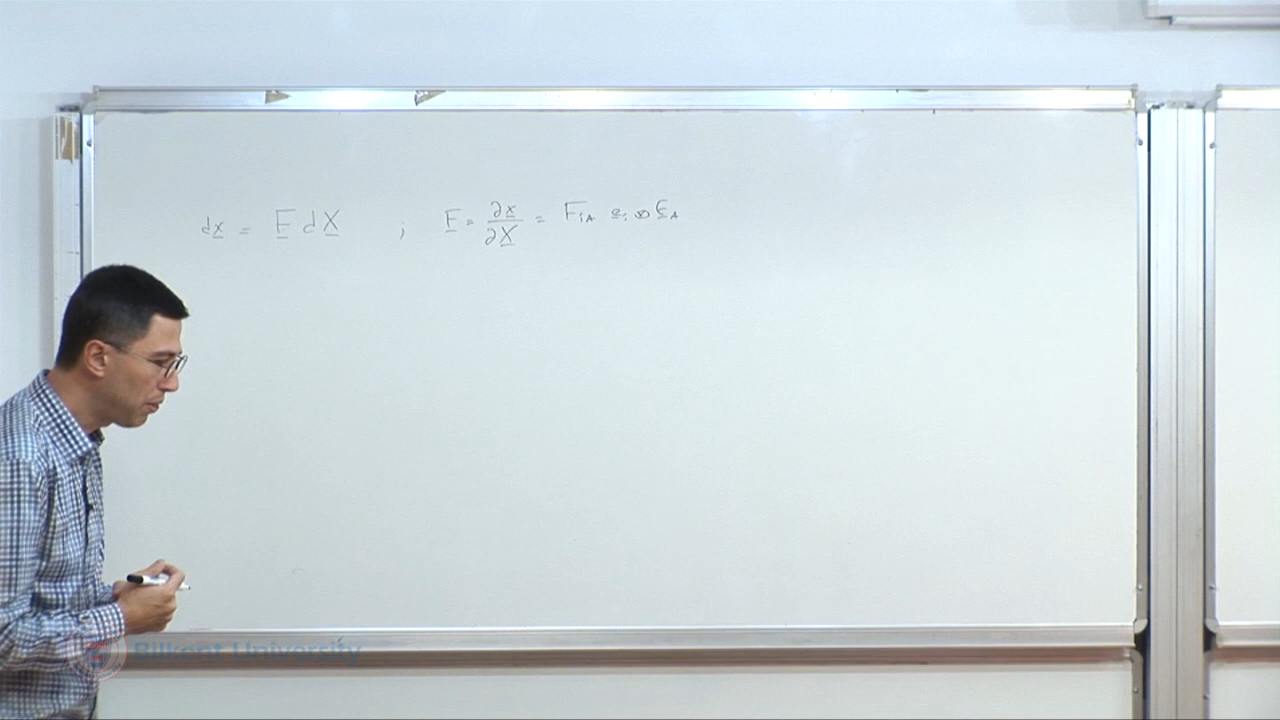 dx = F dX ; F = ∂x/∂X = F_iA e_i ⊗ E_A
Bilkent University